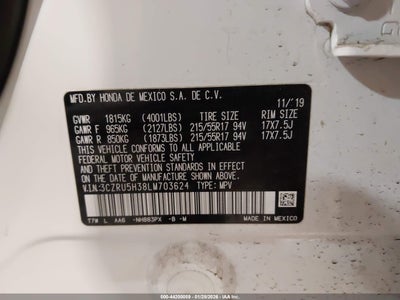 MFD.BY HONDA DE MEXICO S.A. DE C.V. 11/'19
GVWR 1815KG (4001LBS) TIRE SIZE RIM SIZE
GAWR F 965KG (2127LBS) 215/55R17 94V 17X7.5J
GAWR R 850KG (1873LBS) 215/55R17 94V 17X7.5J
THIS VEHICLE CONFORMS TO ALL APPLICABLE
FEDERAL MOTOR VEHICLE SAFETY AND THEFT
PREVENTION STANDARDS IN EFFECT ON THE DATE
OF MANUFACTURE SHOWN ABOVE.
V.I.N:3CZRU5H38LM703624 TYPE: MPV
T7W L AA6 -NH883PX -B -M
MADE IN MEXICO